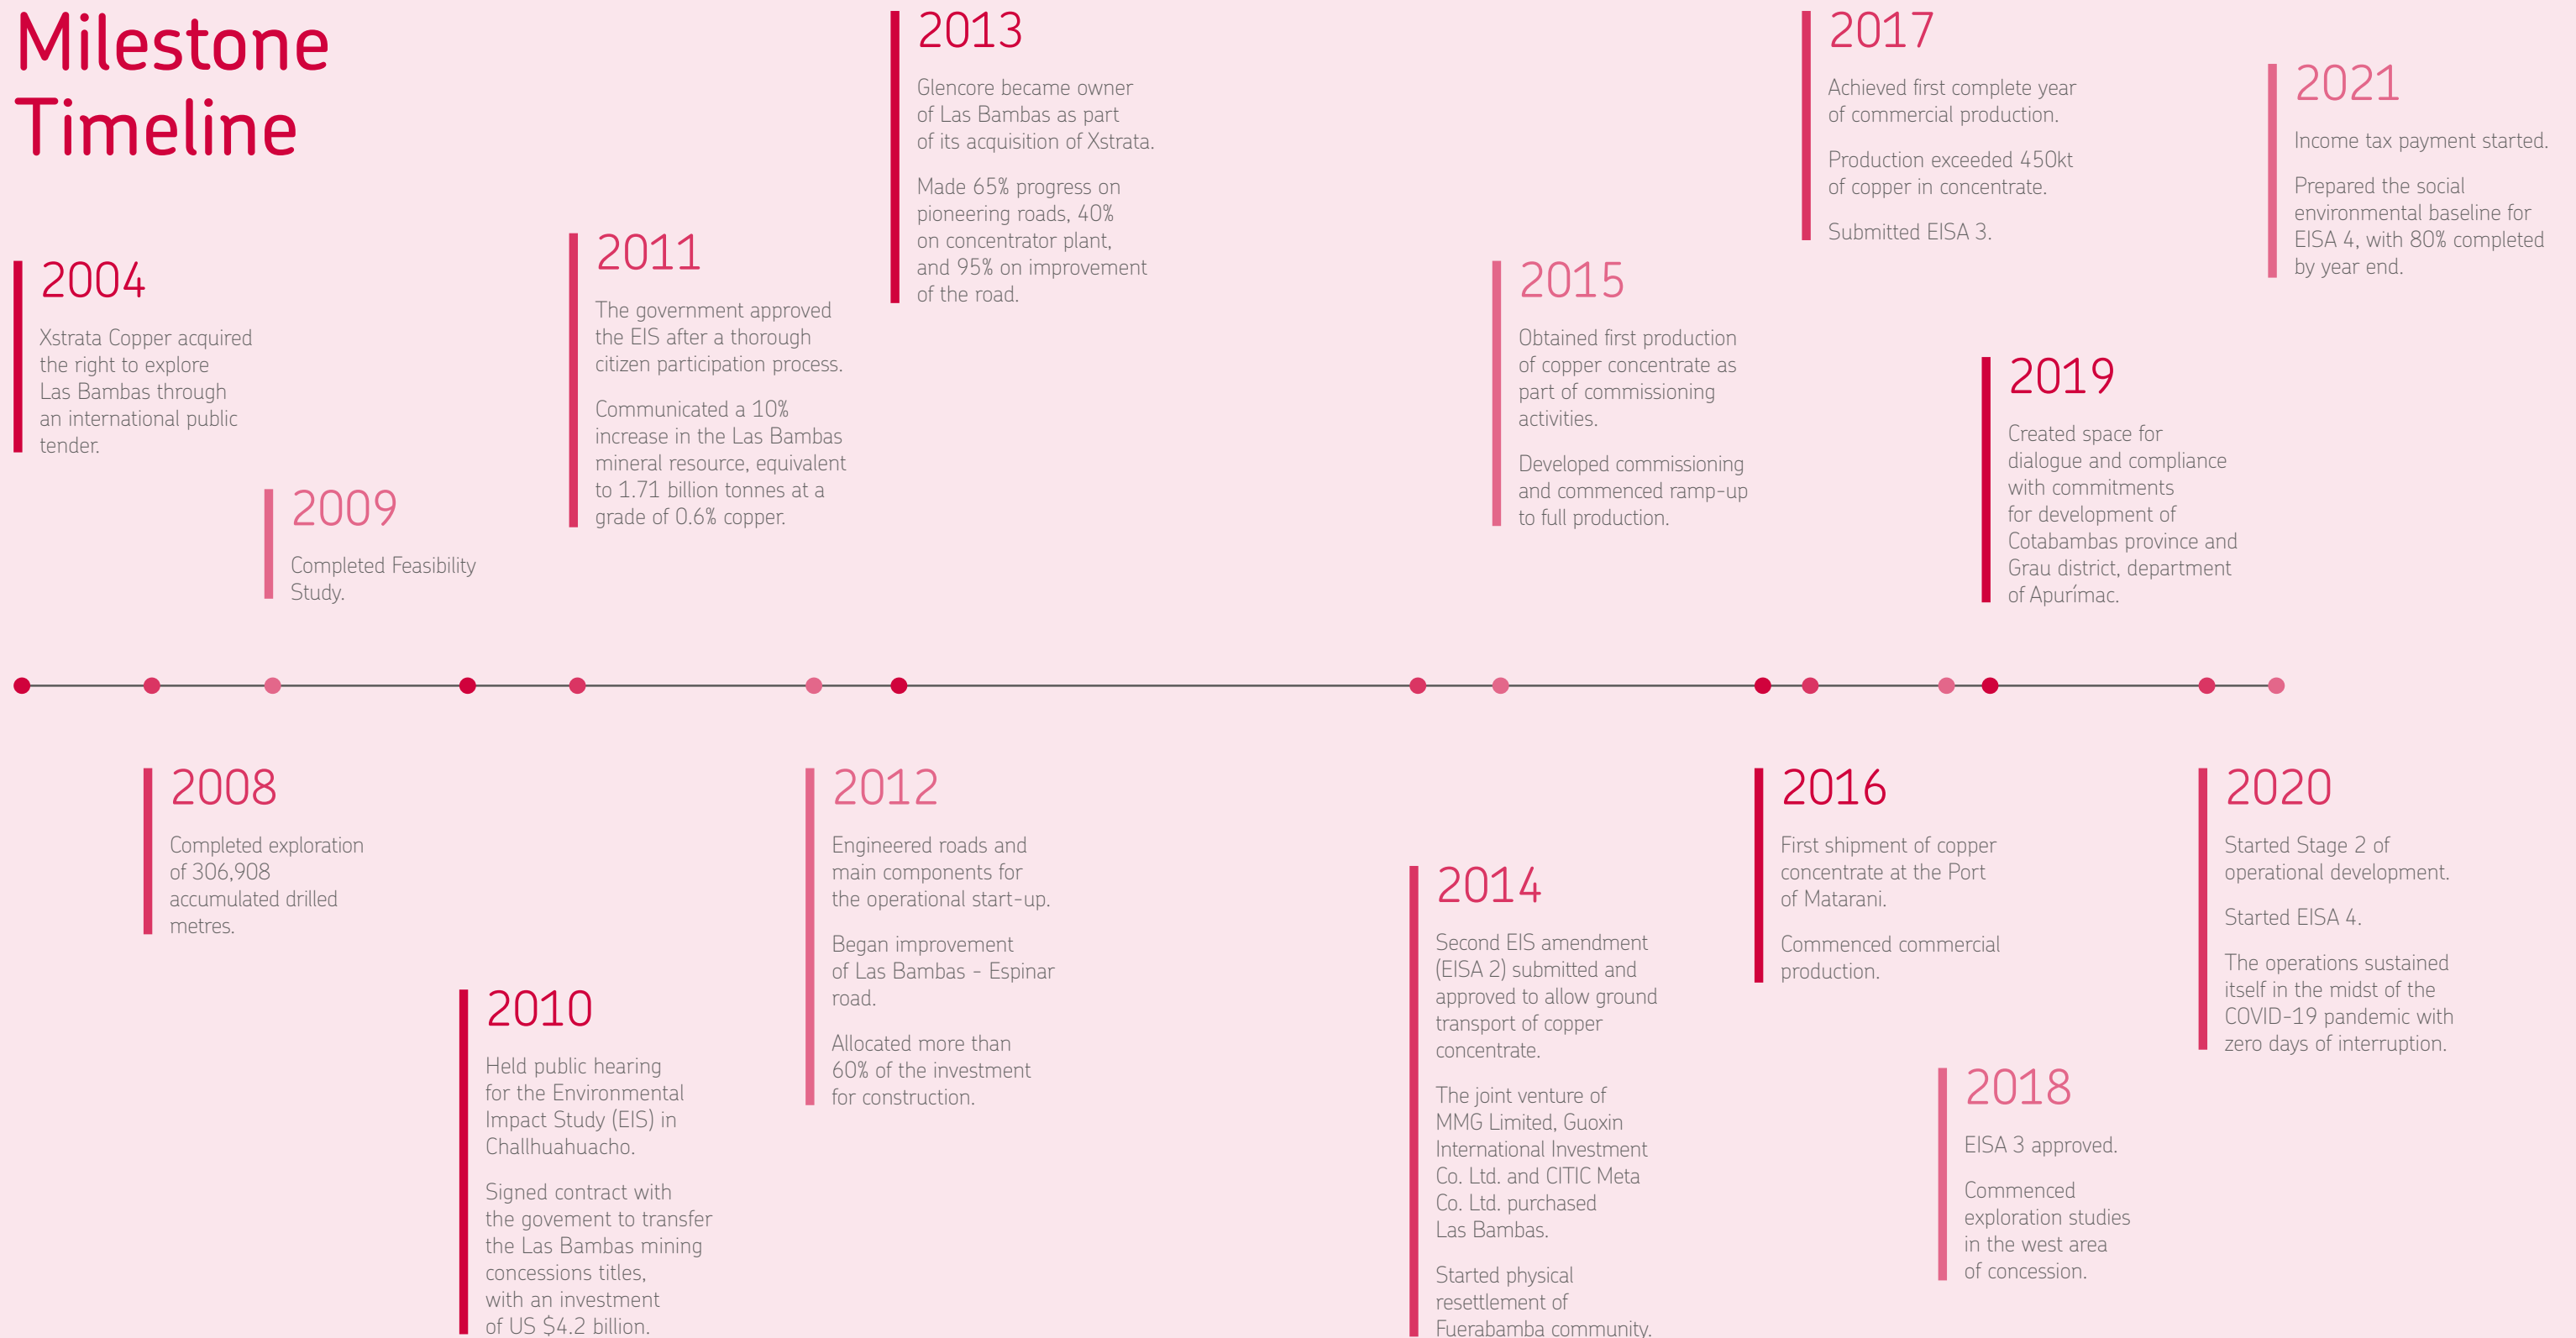 Milestone
Timeline
2004
Xstrata Copper acquired
the right to explore
Las Bambas through
an international public
tender.
2008
Completed exploration
of 306,908
accumulated drilled
metres.
2009
Completed Feasibility
Study.
2010
Held public hearing
for the Environmental
Impact Study (EIS) in
Challhuahuacho.
Signed contract with
the govement to transfer
the Las Bambas mining
concessions titles,
with an investment
of US $4.2 billion.
2011
The government approved
the EIS after a thorough
citizen participation process.
Communicated a 10%
increase in the Las Bambas
mineral resource, equivalent
to 1.71 billion tonnes at a
grade of 0.6% copper.
2012
Engineered roads and
main components for
the operational start-up.
Began improvement
of Las Bambas - Espinar
road.
Allocated more than
60% of the investment
for construction.
2013
Glencore became owner
of Las Bambas as part
of its acquisition of Xstrata.
Made 65% progress on
pioneering roads, 40%
on concentrator plant,
and 95% on improvement
of the road.
2014
Second EIS amendment
(EISA 2) submitted and
approved to allow ground
transport of copper
concentrate.
The joint venture of
MMG Limited, Guoxin
International Investment
Co. Ltd. and CITIC Meta
Co. Ltd. purchased
Las Bambas.
Started physical
resettlement of
Fuerabamba community.
2015
Obtained first production
of copper concentrate as
part of commissioning
activities.
Developed commissioning
and commenced ramp-up
to full production.
2016
First shipment of copper
concentrate at the Port
of Matarani.
Commenced commercial
production.
2017
Achieved first complete year
of commercial production.
Production exceeded 450kt
of copper in concentrate.
Submitted EISA 3.
2018
EISA 3 approved.
Commenced
exploration studies
in the west area
of concession.
2019
Created space for
dialogue and compliance
with commitments
for development of
Cotabambas province and
Grau district, department
of Apurímac.
2020
Started Stage 2 of
operational development.
Started EISA 4.
The operations sustained
itself in the midst of the
COVID-19 pandemic with
zero days of interruption.
2021
Income tax payment started.
Prepared the social
environmental baseline for
EISA 4, with 80% completed
by year end.